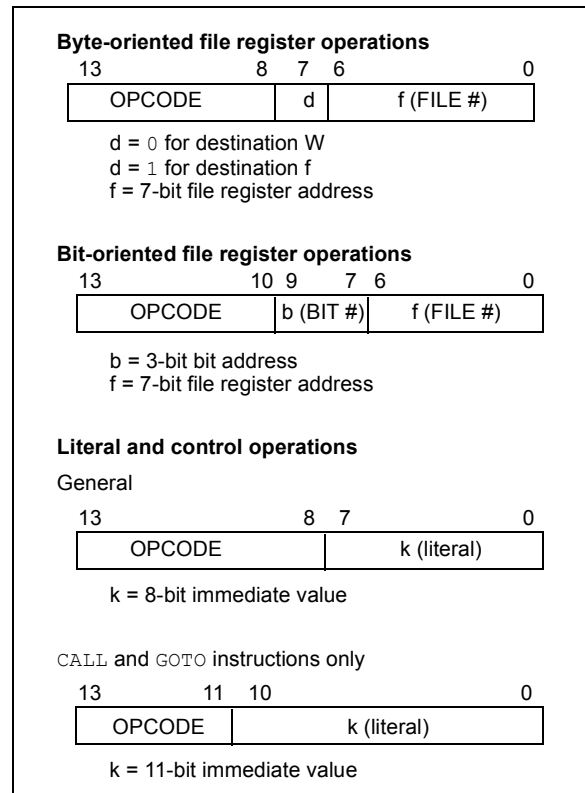 Byte-oriented file register operations
13 8 7 6 0
OPCODE d f (FILE #)
d = 0 for destination W
d = 1 for destination f
f = 7-bit file register address
Bit-oriented file register operations
13 10 9 7 6 0
OPCODE b (BIT #) f (FILE #)
b = 3-bit bit address
f = 7-bit file register address
Literal and control operations
General
13 8 7 0
OPCODE k (literal)
k = 8-bit immediate value
CALL and GOTO instructions only
13 11 10 0
OPCODE k (literal)
k = 11-bit immediate value